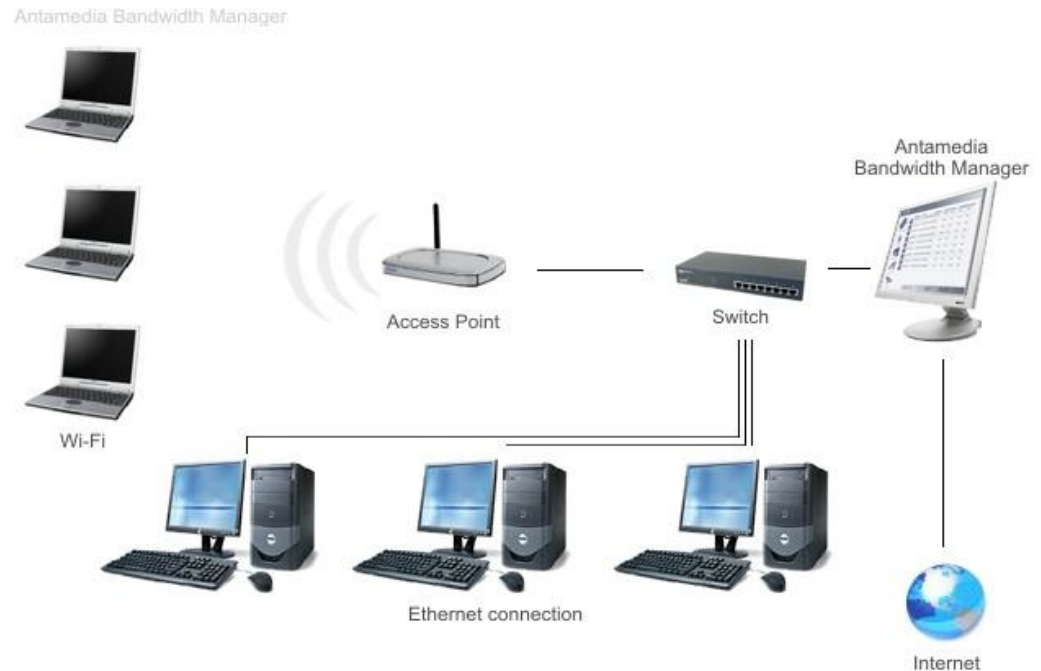 Antamedia Bandwidth Manager
Antamedia
Bandwidth Manager
Access Point
Switch
Wi-Fi
Ethernet connection
Internet